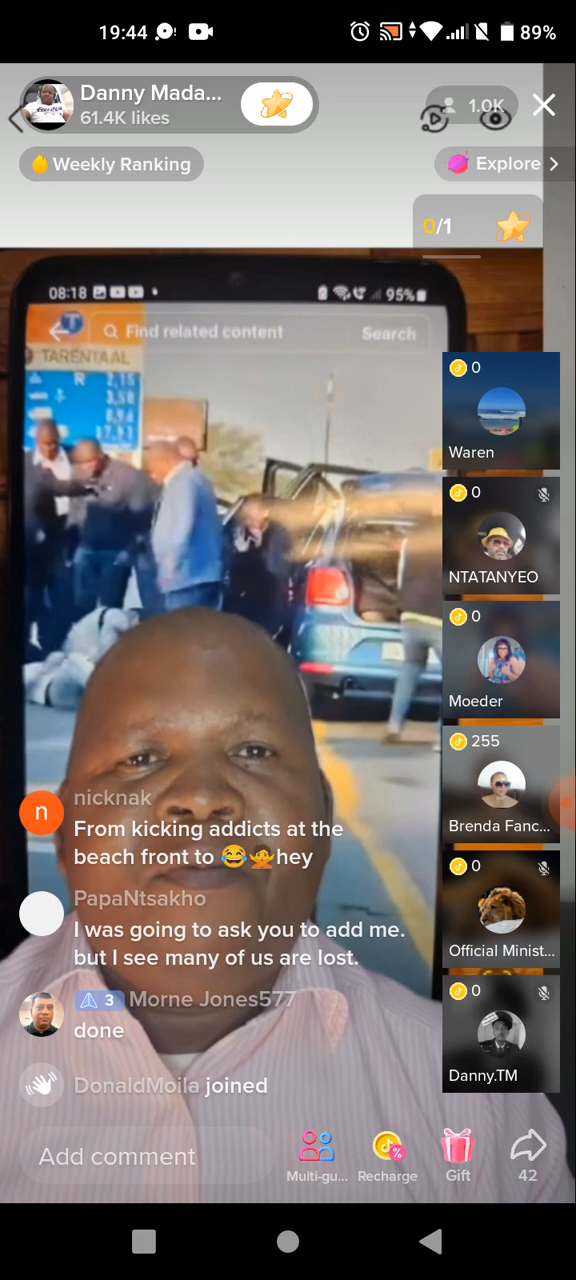 19:44
89%
Danny Mada...
61.4K likes
1.0K
Weekly Ranking
Explore
0/1
08:18
95%
Find related content
Search
TARENTAAL
R
0
Waren
0
NTATANYEO
0
Moeder
255
Brenda Fanc...
0
Official Minist...
0
Danny.TM
n
nicknak
From kicking addicts at the
beach front to 😂🙅hey
PapaNtsakho
I was going to ask you to add me.
but I see many of us are lost.
3 Morne Jones577
done
DonaldMoila joined
Add comment
Multi-gu...
Recharge
Gift
42